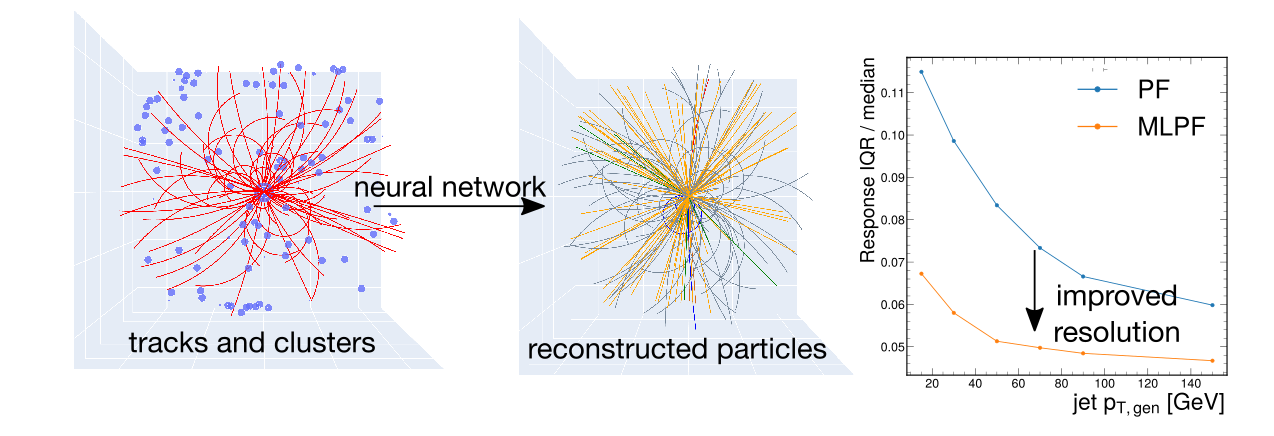 neural network
tracks and clusters
reconstructed particles
Response IQR / median
0.11
0.10
0.09
0.08
0.07
0.06
0.05
PF
MLPF
improved
resolution
20 40 60 80 100 120 140
jet p_T, gen [GeV]